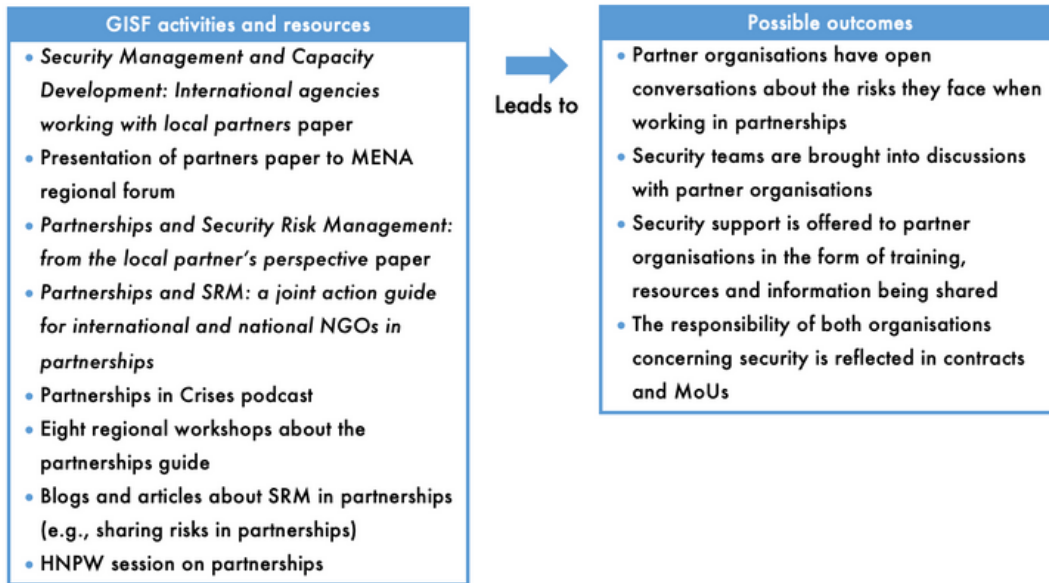 GISF activities and resources
• Security Management and Capacity
Development: International agencies
working with local partners paper
• Presentation of partners paper to MENA
regional forum
• Partnerships and Security Risk Management:
from the local partner's perspective paper
• Partnerships and SRM: a joint action guide
for international and national NGOs in
partnerships
• Partnerships in Crises podcast
• Eight regional workshops about the
partnerships guide
• Blogs and articles about SRM in partnerships
(e.g., sharing risks in partnerships)
• HNPW session on partnerships
Leads to
Possible outcomes
• Partner organisations have open
conversations about the risks they face when
working in partnerships
• Security teams are brought into discussions
with partner organisations
• Security support is offered to partner
organisations in the form of training,
resources and information being shared
• The responsibility of both organisations
concerning security is reflected in contracts
and MoUs